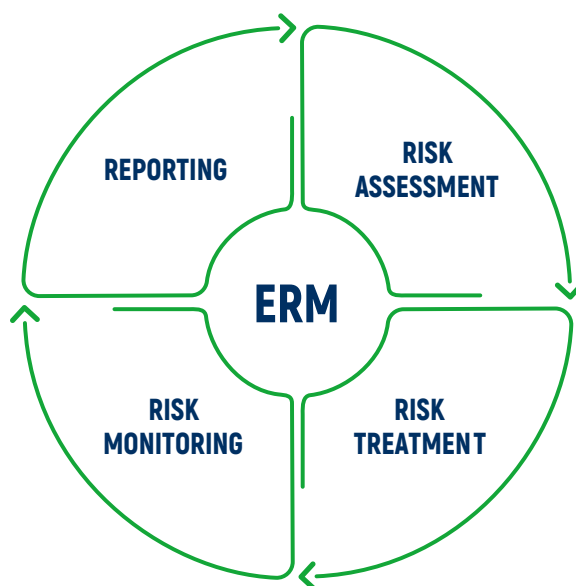 REPORTING
RISK
ASSESSMENT
ERM
RISK
MONITORING
RISK
TREATMENT